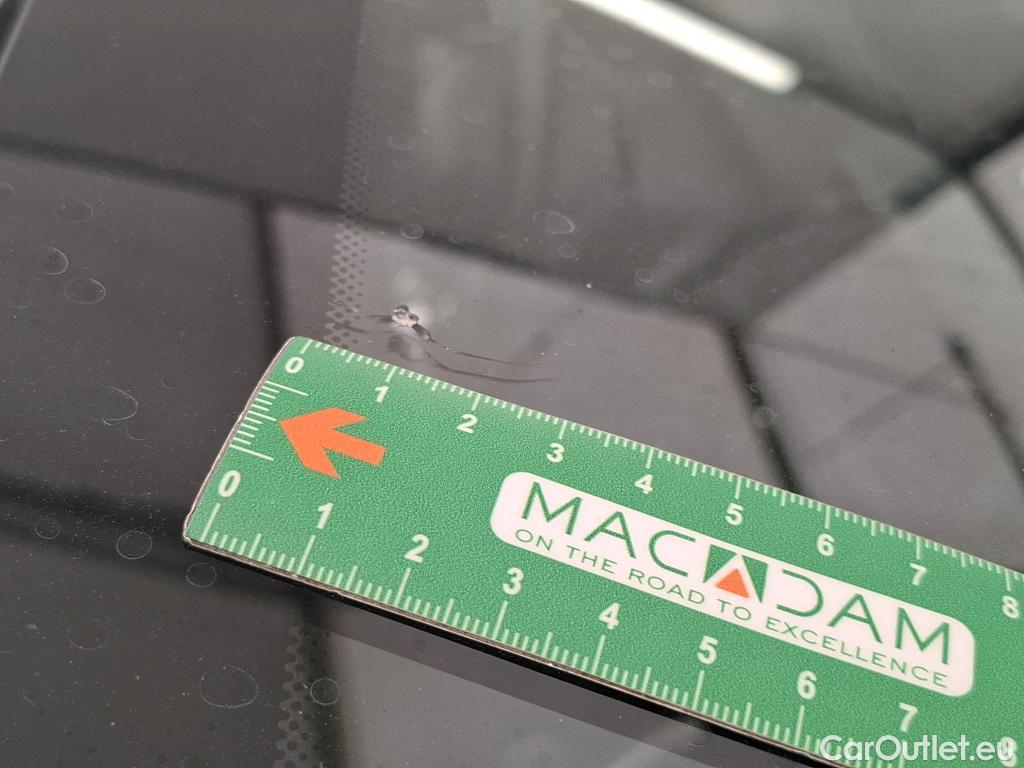 0 1 2 3 4 5 6 7 8
MACADAM
ON THE ROAD TO EXCELLENCE
0 1 2 3 4 5 6 7 8
CarOutlet.eu